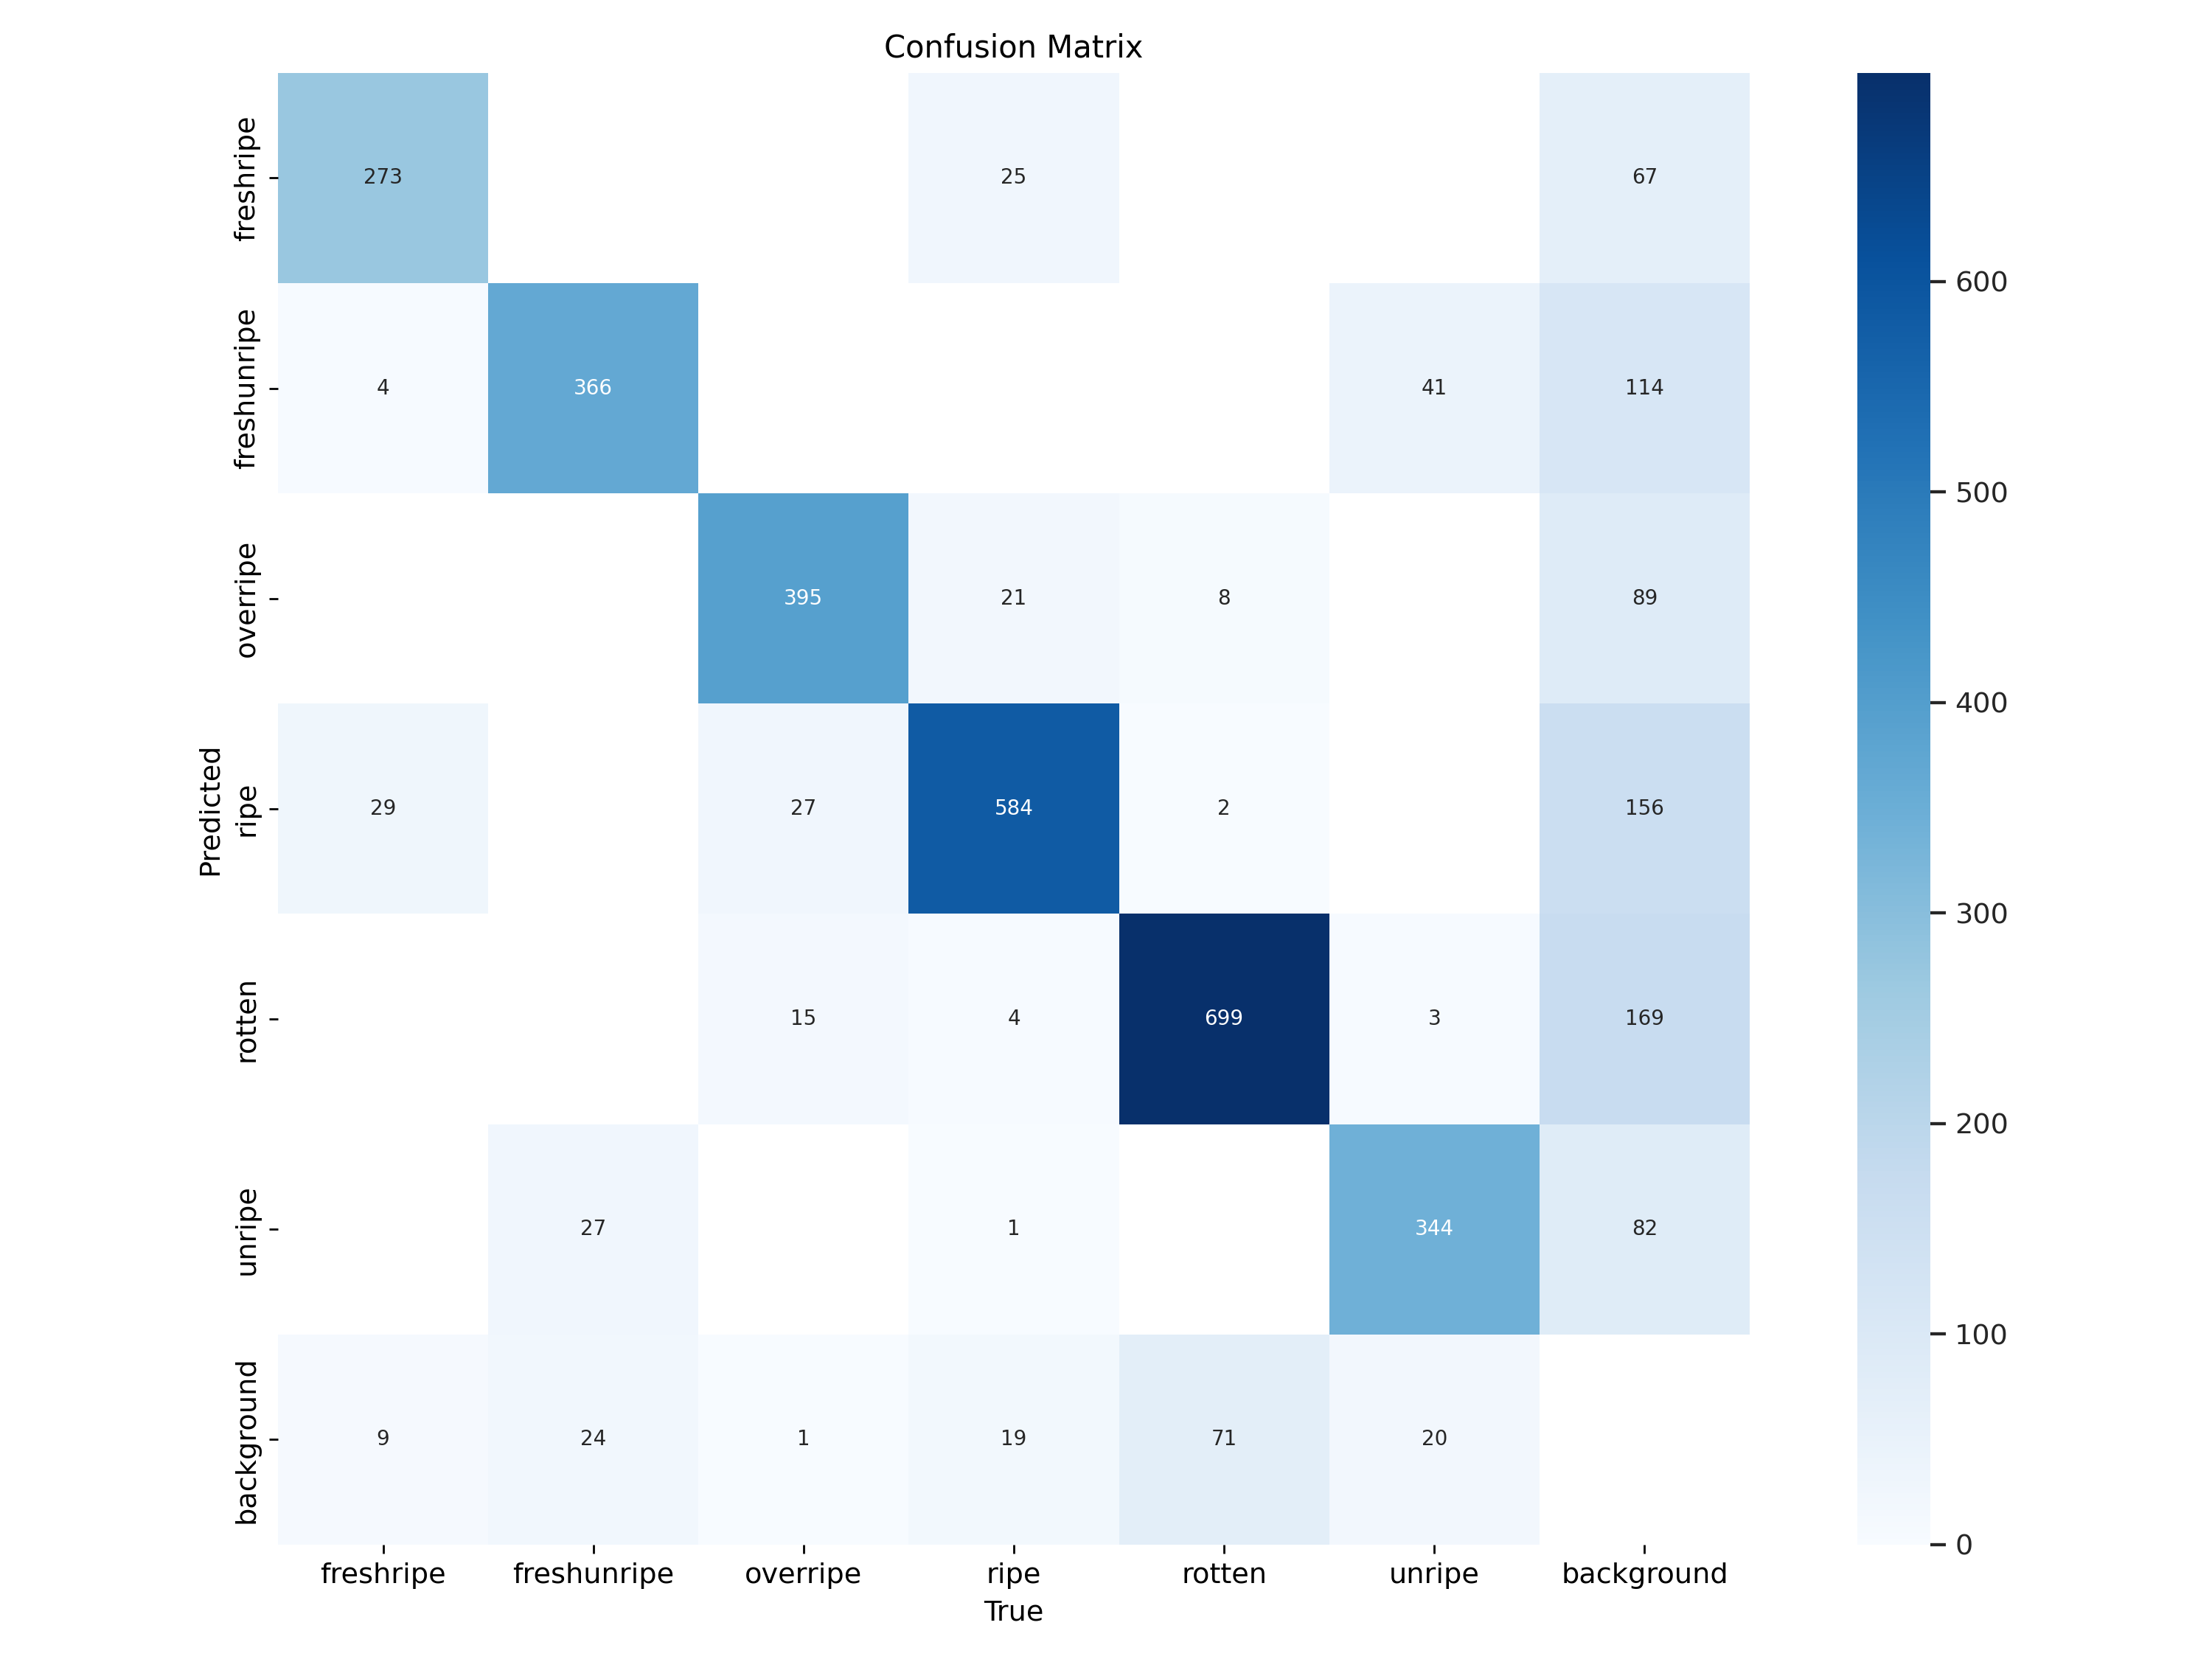 Confusion Matrix
freshripe
273
25
67
600
freshunripe
4
366
41
114
500
overripe
395
21
8
89
400
Predicted
ripe
29
27
584
2
156
300
rotten
15
4
699
3
169
200
unripe
27
1
344
82
100
background
9
24
1
19
71
20
0
freshripe
freshunripe
overripe
ripe
rotten
unripe
background
True